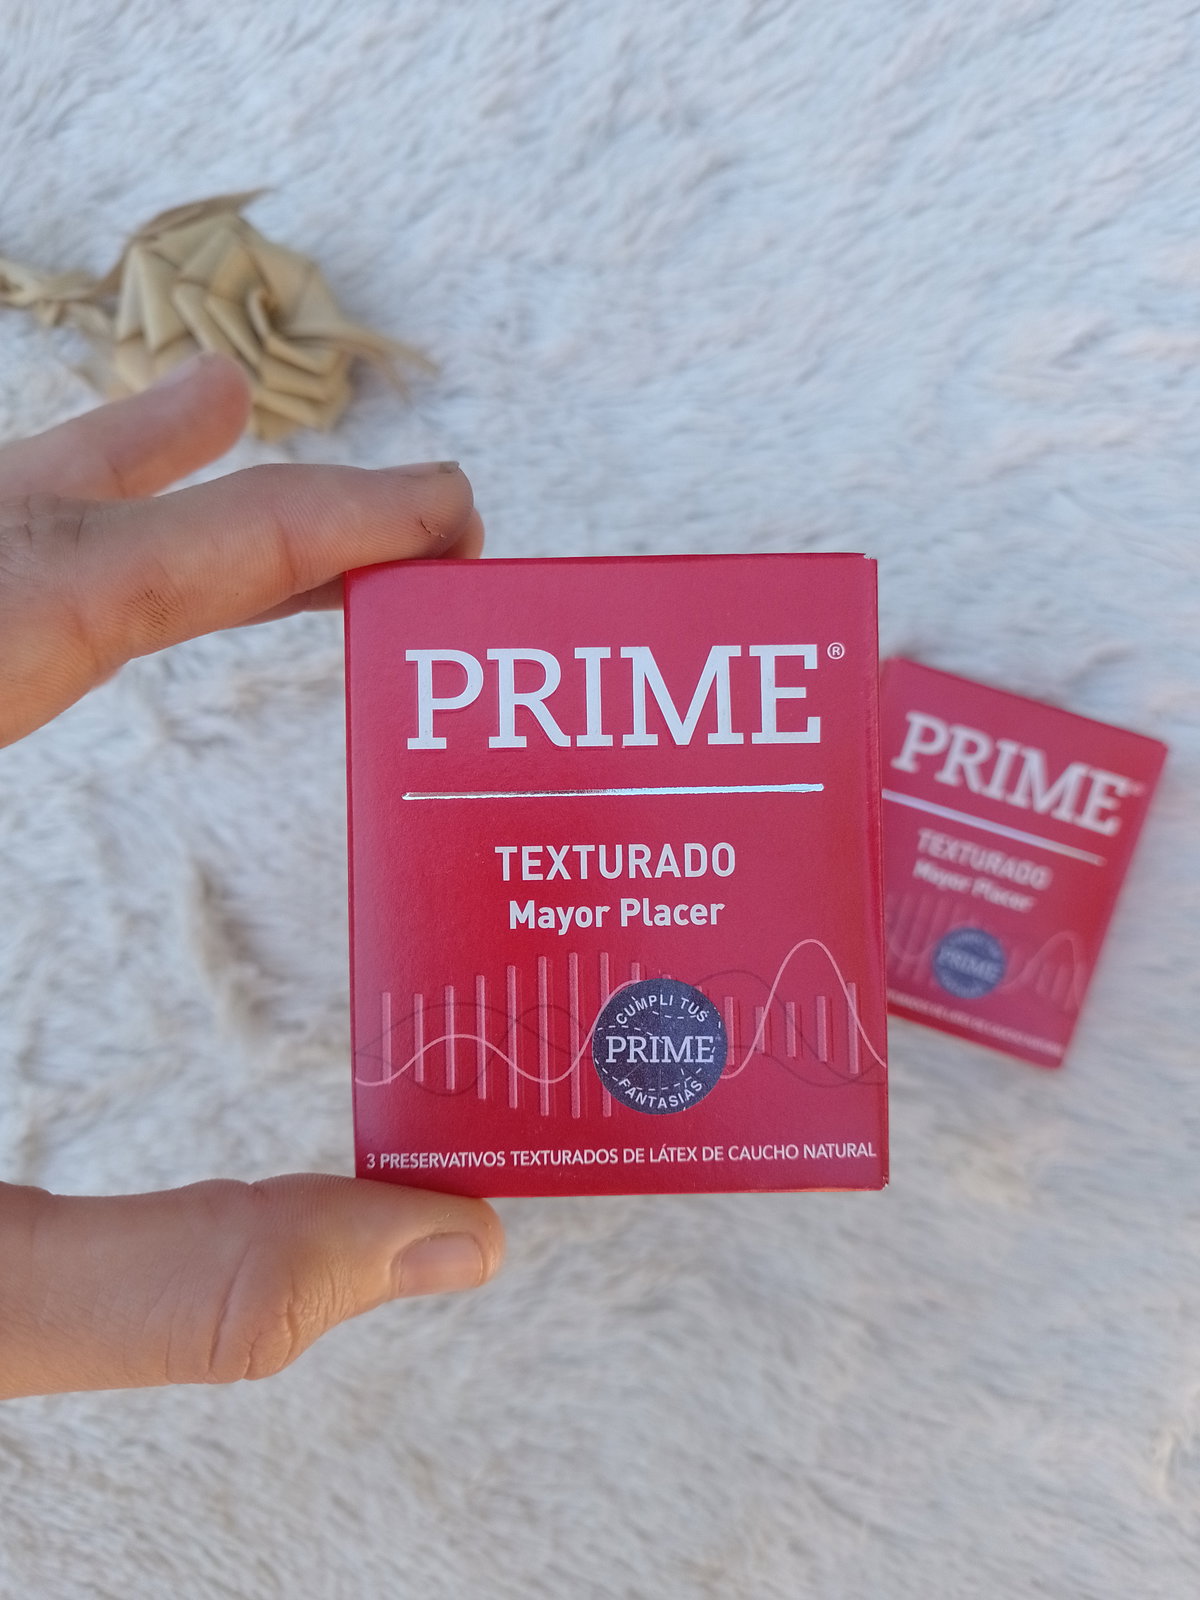 PRIME®
TEXTURADO
Mayor Placer
CUMPLI TUS
PRIME
FANTASÍAS
3 PRESERVATIVOS TEXTURADOS DE LÁTEX DE CAUCHO NATURAL
PRIME
TEXTURADO
Mayor Placer
PRIME